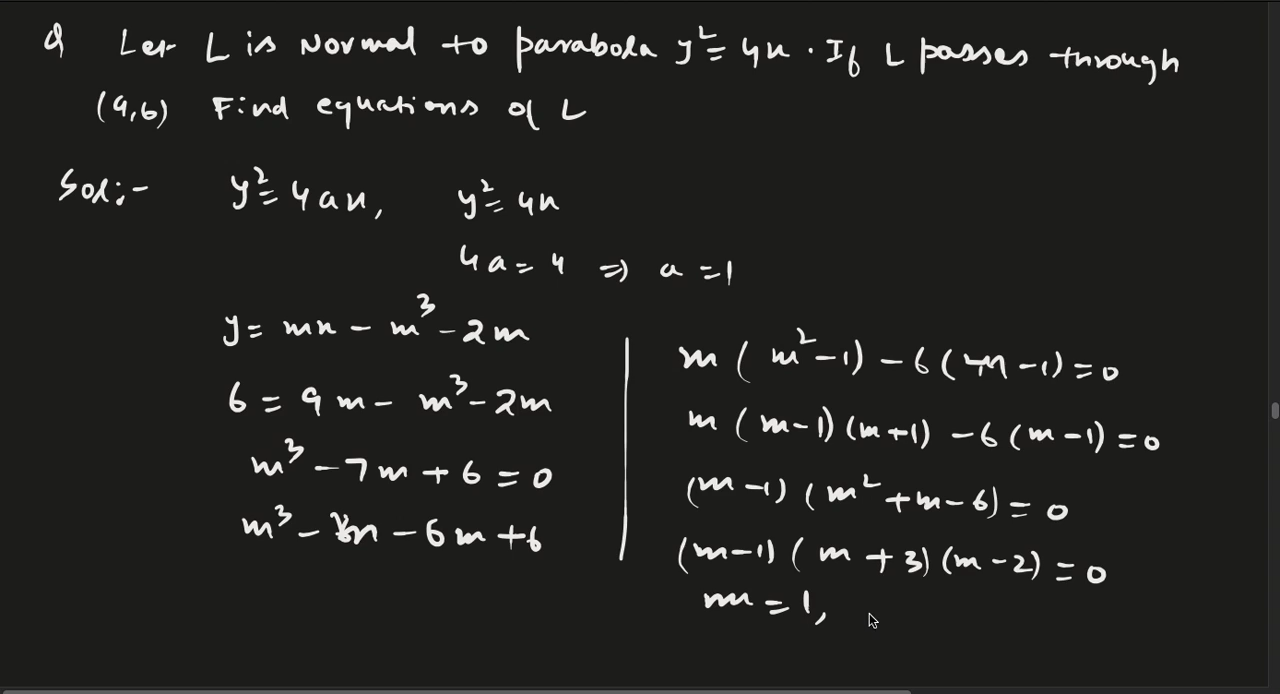 Q Let L is Normal to parabola y² = 4x . If L passes through
(9,6) Find equations of L
Sol:- y² = 4ax, y² = 4x
4a = 4 ⇒ a = 1
y = mx - m³ - 2m
6 = 9m - m³ - 2m
m³ - 7m + 6 = 0
m³ - m - 6m + 6
m(m² - 1) - 6(m - 1) = 0
m(m-1)(m+1) - 6(m-1) = 0
(m-1)(m² + m - 6) = 0
(m-1)(m+3)(m-2) = 0
m = 1,